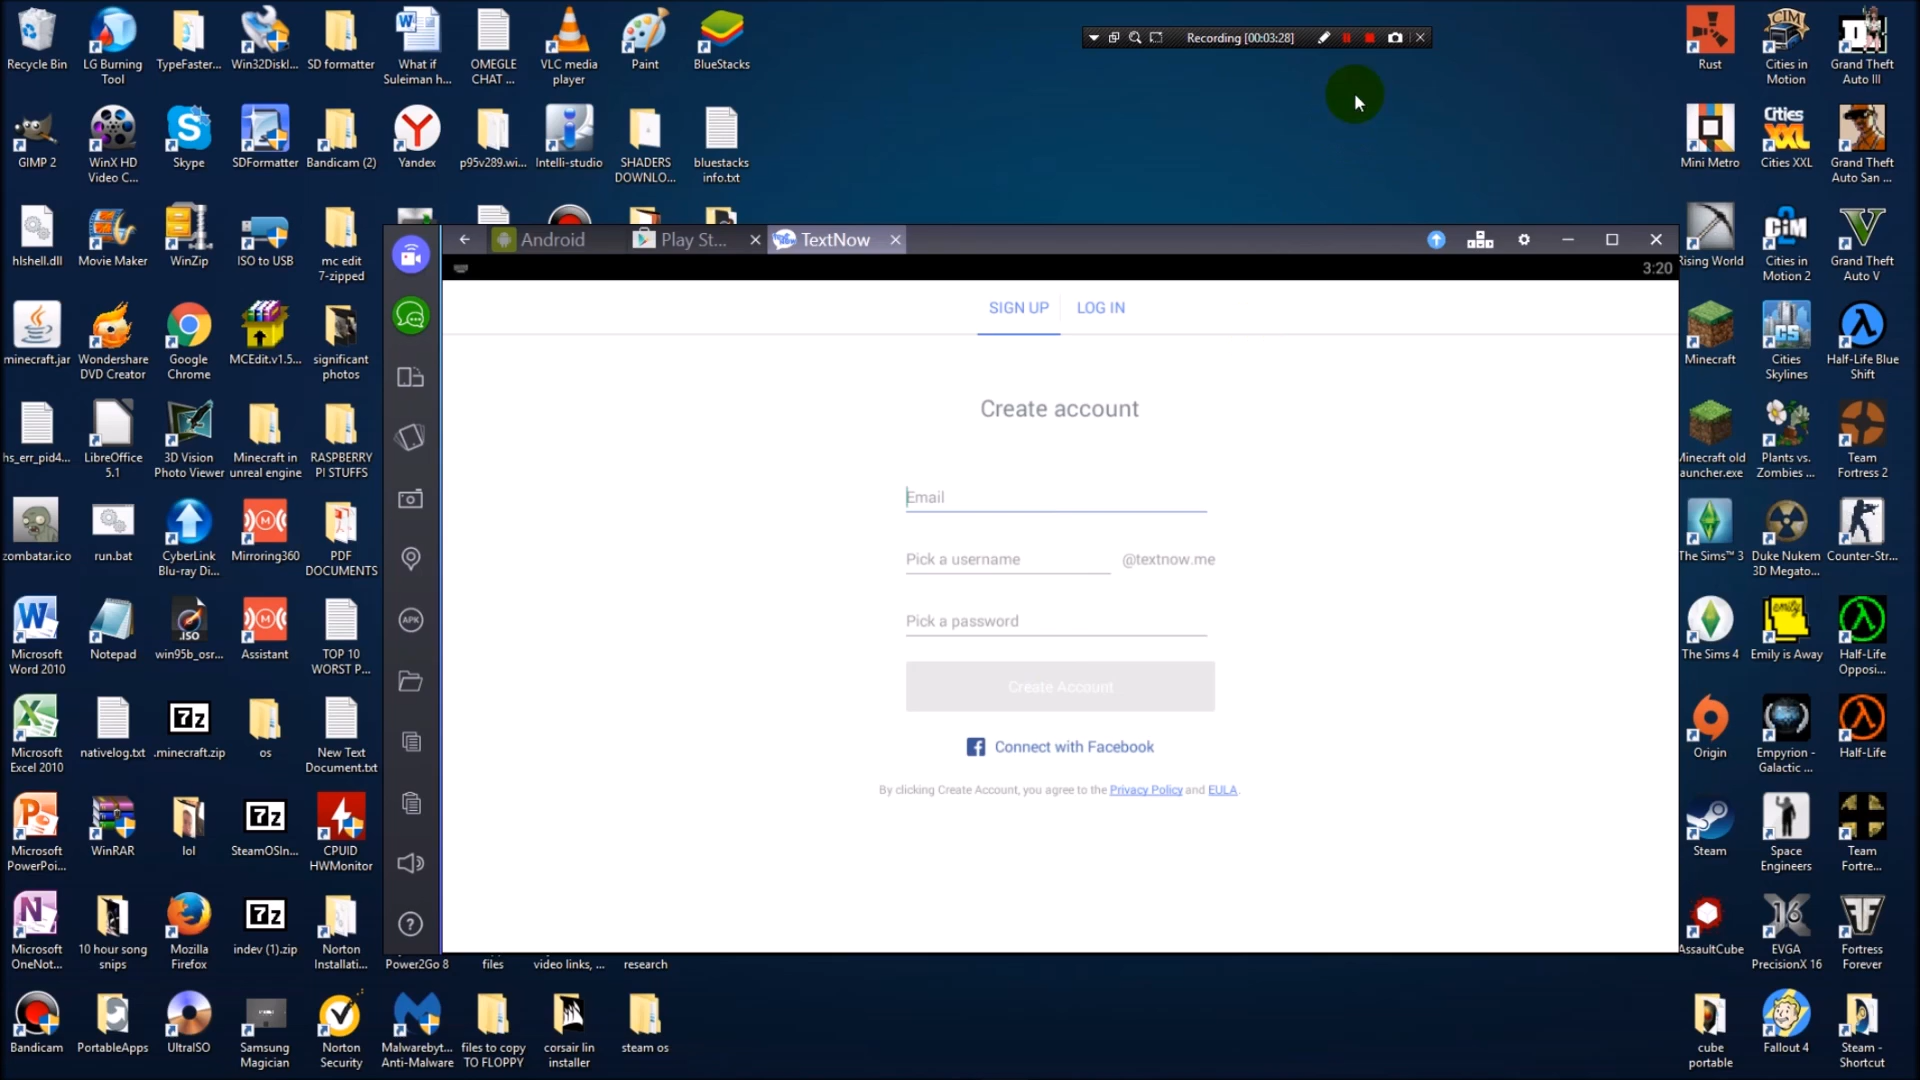 Recycle Bin
LG Burning
Tool
TypeFaster...
Win32DiskI...
SD formatter
What if
Suleiman h...
OMEGLE
CHAT ...
VLC media
player
Paint
BlueStacks
Recording [00:03:28]
Rust
Cities in
Motion
Grand Theft
Auto III
GIMP 2
WinX HD
Video C...
Skype
SDFormatter
Bandicam (2)
Yandex
p95v289.wi...
Intelli-studio
SHADERS
DOWNLO...
bluestacks
info.txt
Mini Metro
Cities XXL
Grand Theft
Auto San ...
hlshell.dll
Movie Maker
WinZip
ISO to USB
mc edit
7-zipped
Android
Play St...
TextNow
3:20
Rising World
Cities in
Motion 2
Grand Theft
Auto V
SIGN UP
LOG IN
Create account
Email
Pick a username
@textnow.me
Pick a password
Create Account
Connect with Facebook
By clicking Create Account, you agree to the Privacy Policy and EULA.
minecraft.jar
Wondershare
DVD Creator
Google
Chrome
MCEdit.v1.5...
significant
photos
Minecraft
Cities
Skylines
Half-Life Blue
Shift
hs_err_pid4...
LibreOffice
5.1
3D Vision
Photo Viewer
Minecraft in
unreal engine
RASPBERRY
PI STUFFS
Minecraft old
launcher.exe
Plants vs.
Zombies ...
Team
Fortress 2
zombatar.ico
run.bat
CyberLink
Blu-ray Di...
Mirroring360
PDF
DOCUMENTS
The Sims™ 3
Duke Nukem
3D Megato...
Counter-Str...
APK
Microsoft
Word 2010
Notepad
win95b_osr...
Assistant
TOP 10
WORST P...
The Sims 4
Emily is Away
Half-Life
Opposi...
Microsoft
Excel 2010
nativelog.txt
.minecraft.zip
os
New Text
Document.txt
Origin
Empyrion -
Galactic ...
Half-Life
Microsoft
PowerPoi...
WinRAR
lol
SteamOSIn...
CPUID
HWMonitor
Steam
Space
Engineers
Team
Fortre...
Microsoft
OneNot...
10 hour song
snips
Mozilla
Firefox
indev (1).zip
Norton
Installati...
Power2Go 8
files
video links, ...
research
AssaultCube
EVGA
PrecisionX 16
Fortress
Forever
Bandicam
PortableApps
UltraISO
Samsung
Magician
Norton
Security
Malwarebyt...
Anti-Malware
files to copy
TO FLOPPY
corsair lin
installer
steam os
cube
portable
Fallout 4
Steam -
Shortcut